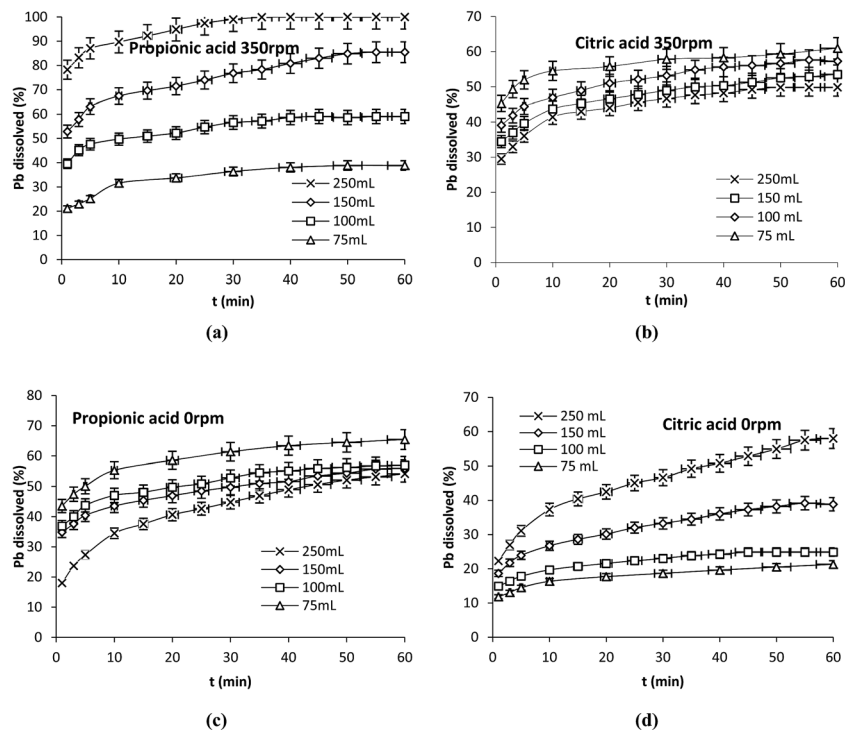 Propionic acid 350rpm
Pb dissolved (%)
100
90
80
70
60
50
40
30
20
10
0
250mL
150mL
100mL
75mL
0 10 20 30 40 50 60
t (min)
(a)
Citric acid 350rpm
Pb dissolved (%)
70
60
50
40
30
20
10
0
250mL
150 mL
100 mL
75 mL
0 10 20 30 40 50 60
t (min)
(b)
Propionic acid 0rpm
Pb dissolved (%)
80
70
60
50
40
30
20
10
0
250mL
150mL
100mL
75mL
0 10 20 30 40 50 60
t (min)
(c)
Citric acid 0rpm
Pb dissolved (%)
70
60
50
40
30
20
10
0
250 mL
150 mL
100 mL
75 mL
0 10 20 30 40 50 60
t (min)
(d)